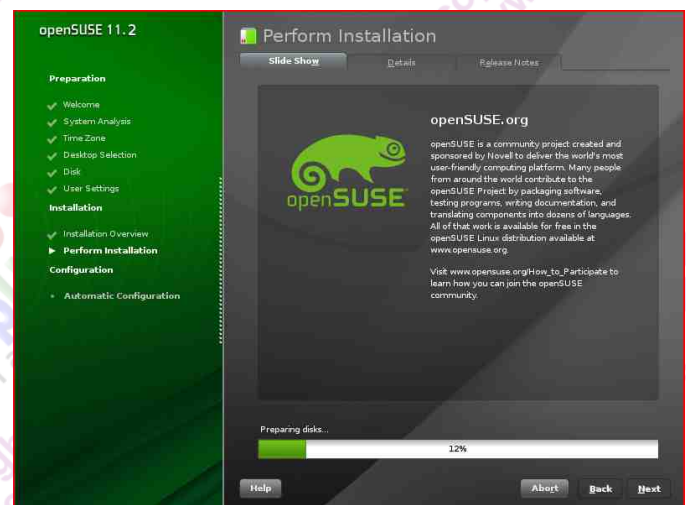 openSUSE 11.2
Preparation
Welcome
System Analysis
Time Zone
Desktop Selection
Disk
User Settings
Installation
Installation Overview
Perform Installation
Configuration
Automatic Configuration
Perform Installation
Slide Show
Details
Release Notes
openSUSE
openSUSE.org
openSUSE is a community project created and
sponsored by Novell to deliver the world's most
user-friendly computing platform. Many people
from around the world contribute to the
openSUSE Project by packaging software,
testing programs, writing documentation, and
translating components into dozens of languages.
All of that work is available for free in the
openSUSE Linux distribution available at
www.opensuse.org.
Visit www.opensuse.org/How_to_Participate to
learn how you can join the openSUSE
community.
Preparing disks...
12%
Help
Abort
Back
Next